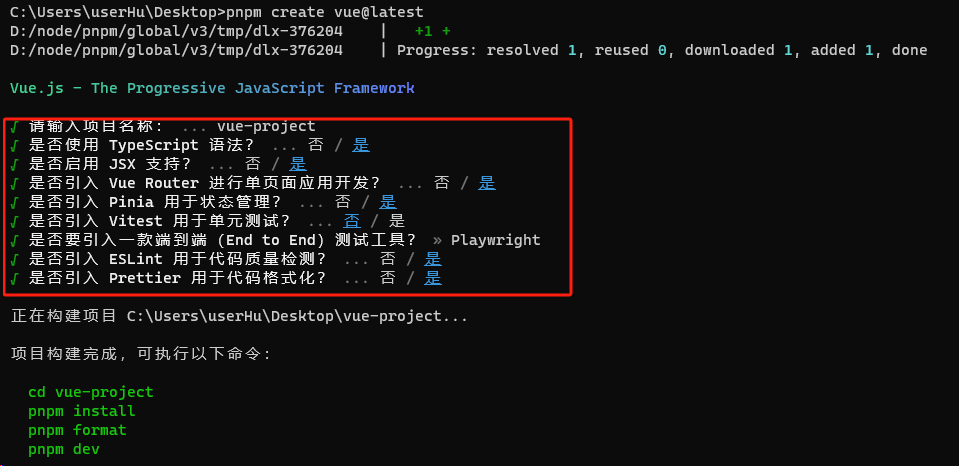 C:\Users\userHu\Desktop>pnpm create vue@latest
D:/node/pnpm/global/v3/tmp/dlx-376204    |   +1 +
D:/node/pnpm/global/v3/tmp/dlx-376204    | Progress: resolved 1, reused 0, downloaded 1, added 1, done
Vue.js - The Progressive JavaScript Framework
√ 请输入项目名称： ... vue-project
√ 是否使用 TypeScript 语法？ ... 否 / 是
√ 是否启用 JSX 支持？ ... 否 / 是
√ 是否引入 Vue Router 进行单页面应用开发？ ... 否 / 是
√ 是否引入 Pinia 用于状态管理？ ... 否 / 是
√ 是否引入 Vitest 用于单元测试？ ... 否 / 是
√ 是否要引入一款端到端（End to End）测试工具？ » Playwright
√ 是否引入 ESLint 用于代码质量检测？ ... 否 / 是
√ 是否引入 Prettier 用于代码格式化？ ... 否 / 是
正在构建项目 C:\Users\userHu\Desktop\vue-project...
项目构建完成，可执行以下命令：
cd vue-project
pnpm install
pnpm format
pnpm dev